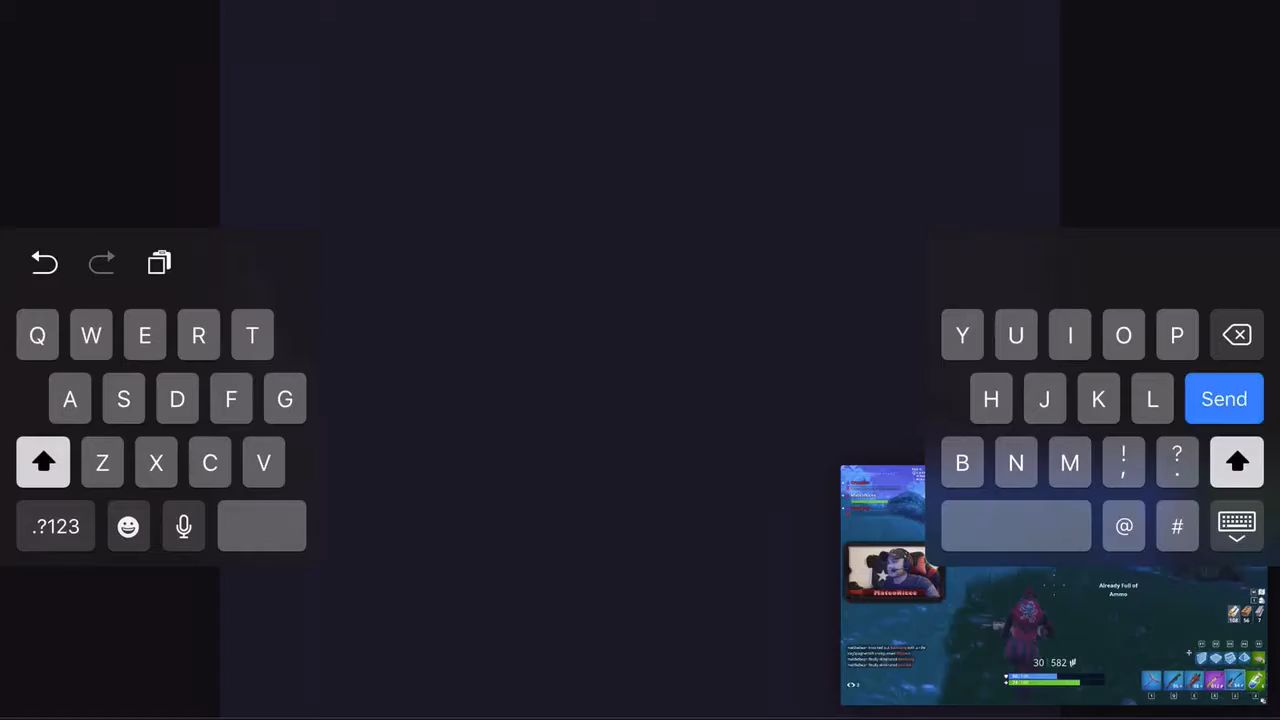 Q W E R T
A S D F G
Z X C V
.?123
Y U I O P
H J K L Send
B N M ! , ? .
@ #
Already Full of
Ammo
30 | 582